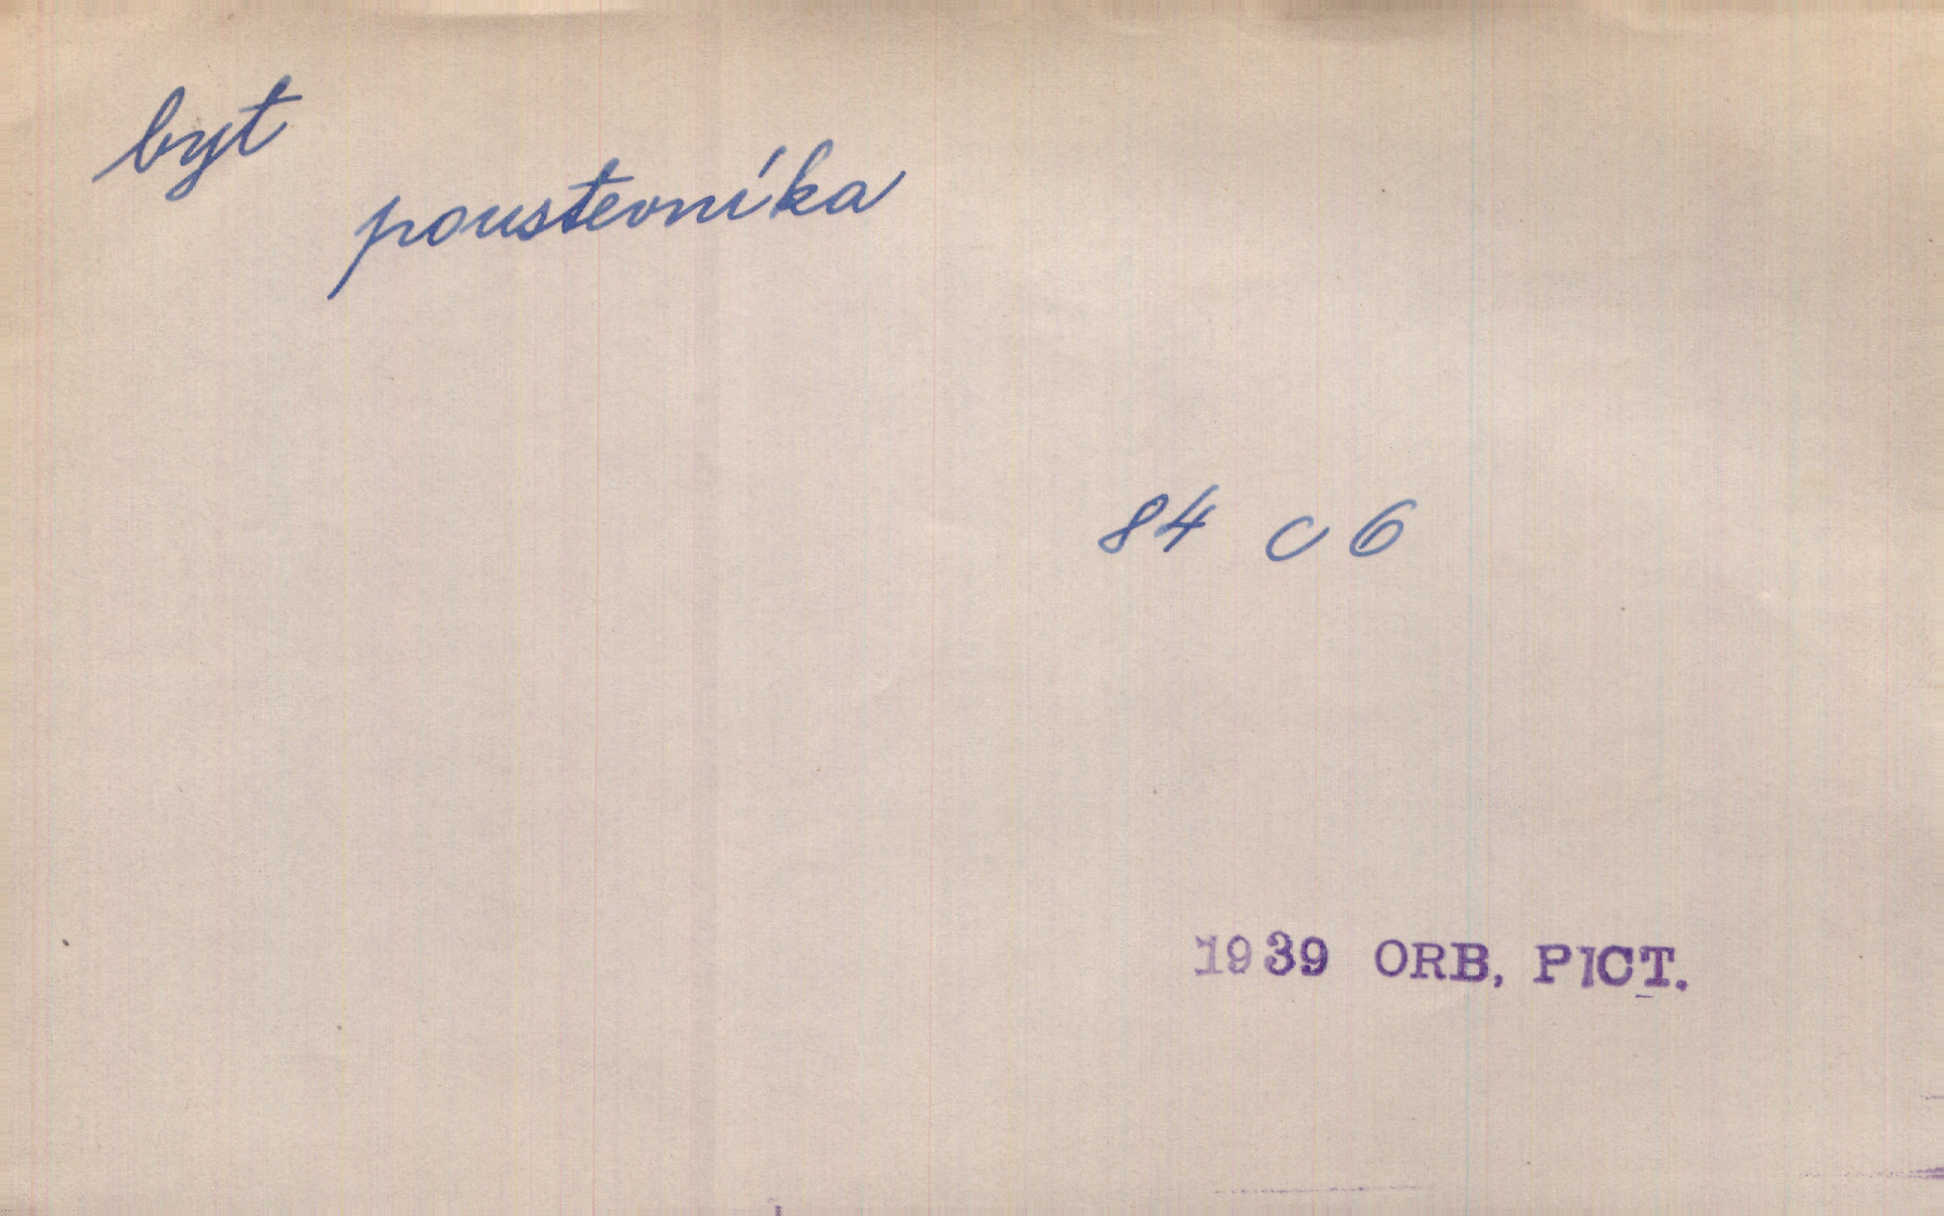 byt
poustevníka
84 c 6
1939 ORB, PICT.